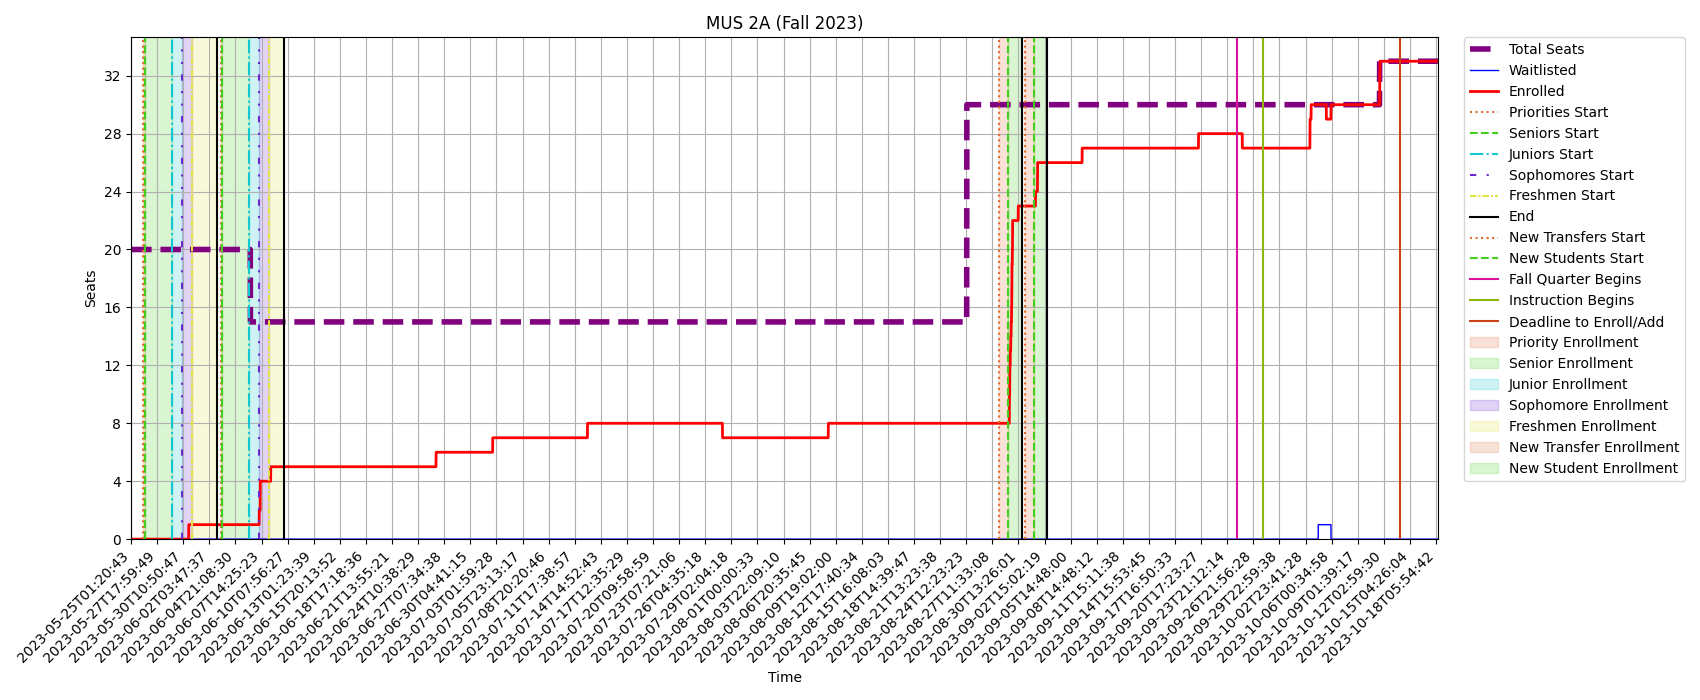 MUS 2A (Fall 2023)
Seats
32
28
24
20
16
12
8
4
0
2023-05-25T01:20:43
2023-05-27T17:59:49
2023-05-30T10:50:47
2023-06-02T03:47:37
2023-06-04T21:08:30
2023-06-07T14:25:23
2023-06-10T07:56:27
2023-06-13T01:23:39
2023-06-15T20:13:52
2023-06-18T17:18:36
2023-06-21T13:55:21
2023-06-24T10:38:29
2023-06-27T07:34:38
2023-06-30T04:41:15
2023-07-03T01:59:28
2023-07-05T23:13:17
2023-07-08T20:20:46
2023-07-11T17:38:57
2023-07-14T14:52:43
2023-07-17T12:35:29
2023-07-20T09:58:59
2023-07-23T07:21:06
2023-07-26T04:35:18
2023-07-29T02:04:18
2023-08-01T00:00:33
2023-08-03T22:09:10
2023-08-06T20:35:45
2023-08-09T19:02:00
2023-08-12T17:40:34
2023-08-15T16:08:03
2023-08-18T14:39:47
2023-08-21T13:23:38
2023-08-24T12:23:23
2023-08-27T11:33:08
2023-08-30T13:26:01
2023-09-02T15:02:19
2023-09-05T14:48:00
2023-09-08T14:48:12
2023-09-11T15:11:38
2023-09-14T15:53:45
2023-09-17T16:50:33
2023-09-20T17:23:27
2023-09-23T21:12:14
2023-09-26T21:56:28
2023-09-29T22:59:38
2023-10-02T23:41:28
2023-10-06T00:34:58
2023-10-09T01:39:17
2023-10-12T02:59:30
2023-10-15T04:26:04
2023-10-18T05:54:42
Time
Total Seats
Waitlisted
Enrolled
Priorities Start
Seniors Start
Juniors Start
Sophomores Start
Freshmen Start
End
New Transfers Start
New Students Start
Fall Quarter Begins
Instruction Begins
Deadline to Enroll/Add
Priority Enrollment
Senior Enrollment
Junior Enrollment
Sophomore Enrollment
Freshmen Enrollment
New Transfer Enrollment
New Student Enrollment